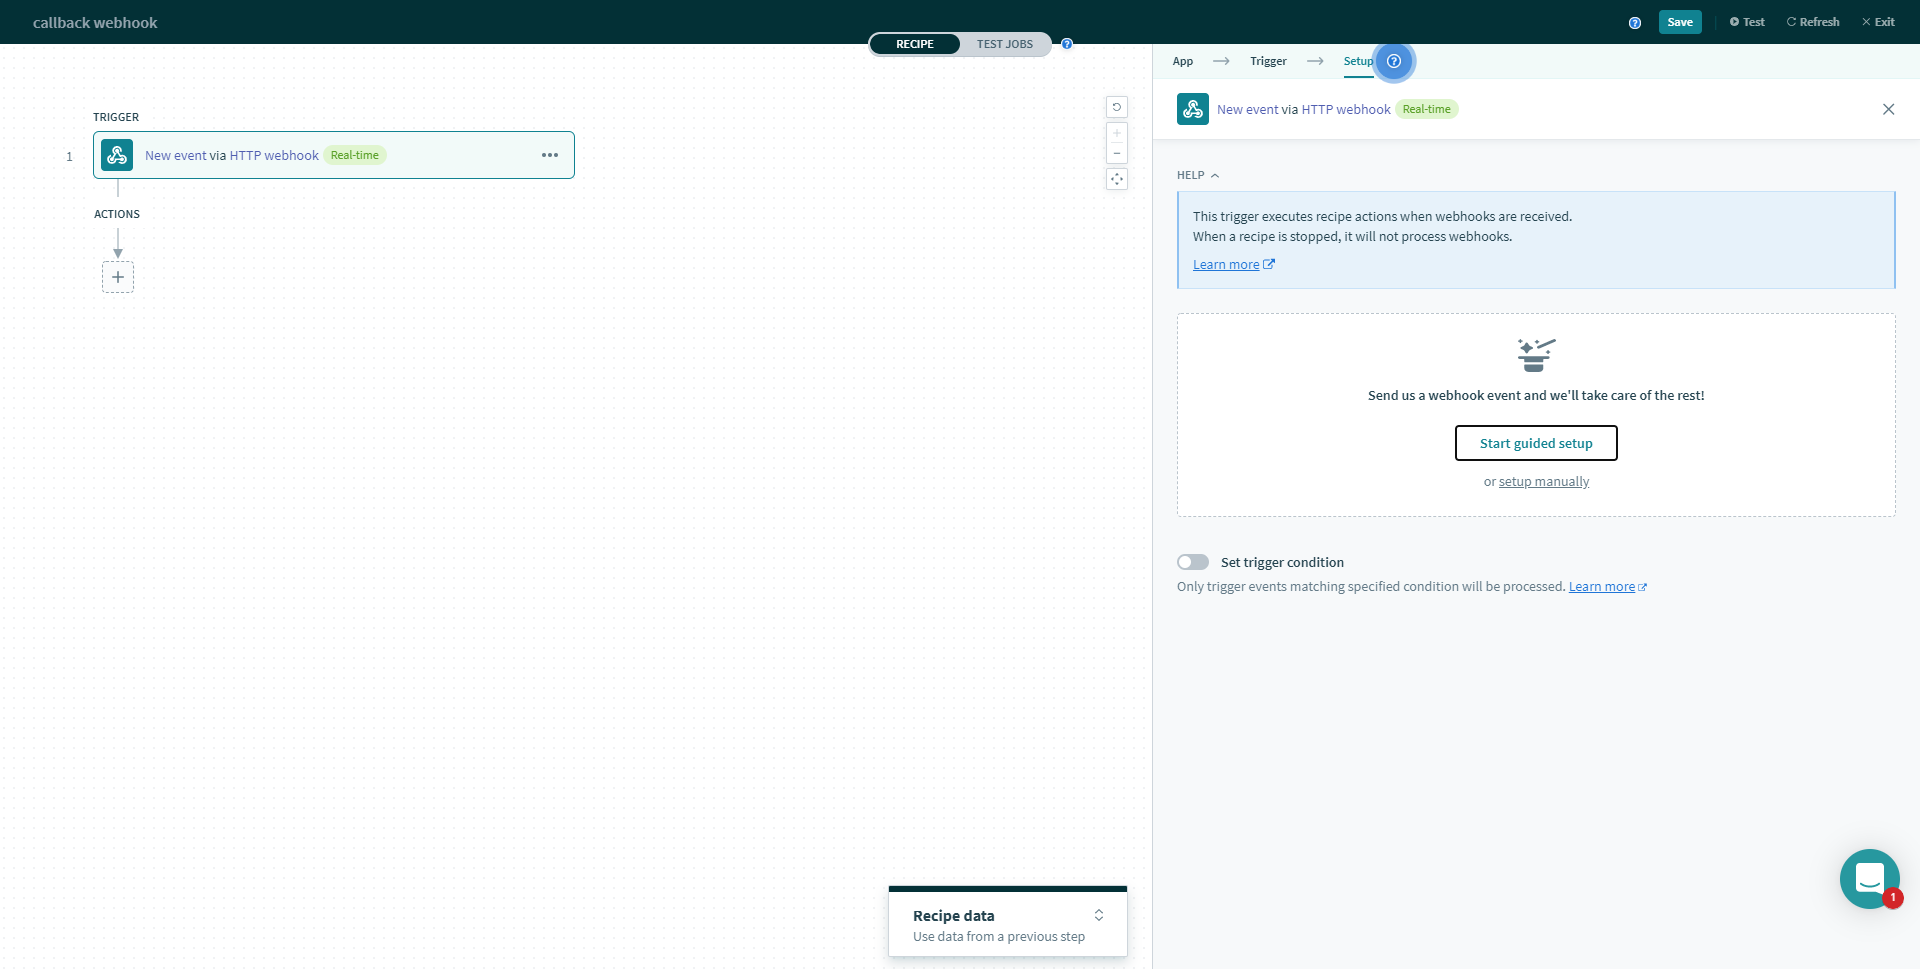 callback webhook
Save
Test
Refresh
Exit
RECIPE
TEST JOBS
App
Trigger
Setup
TRIGGER
1
New event via HTTP webhook Real-time
ACTIONS
New event via HTTP webhook Real-time
HELP
This trigger executes recipe actions when webhooks are received.
When a recipe is stopped, it will not process webhooks.
Learn more
Send us a webhook event and we'll take care of the rest!
Start guided setup
or setup manually
Set trigger condition
Only trigger events matching specified condition will be processed. Learn more
Recipe data
Use data from a previous step
1